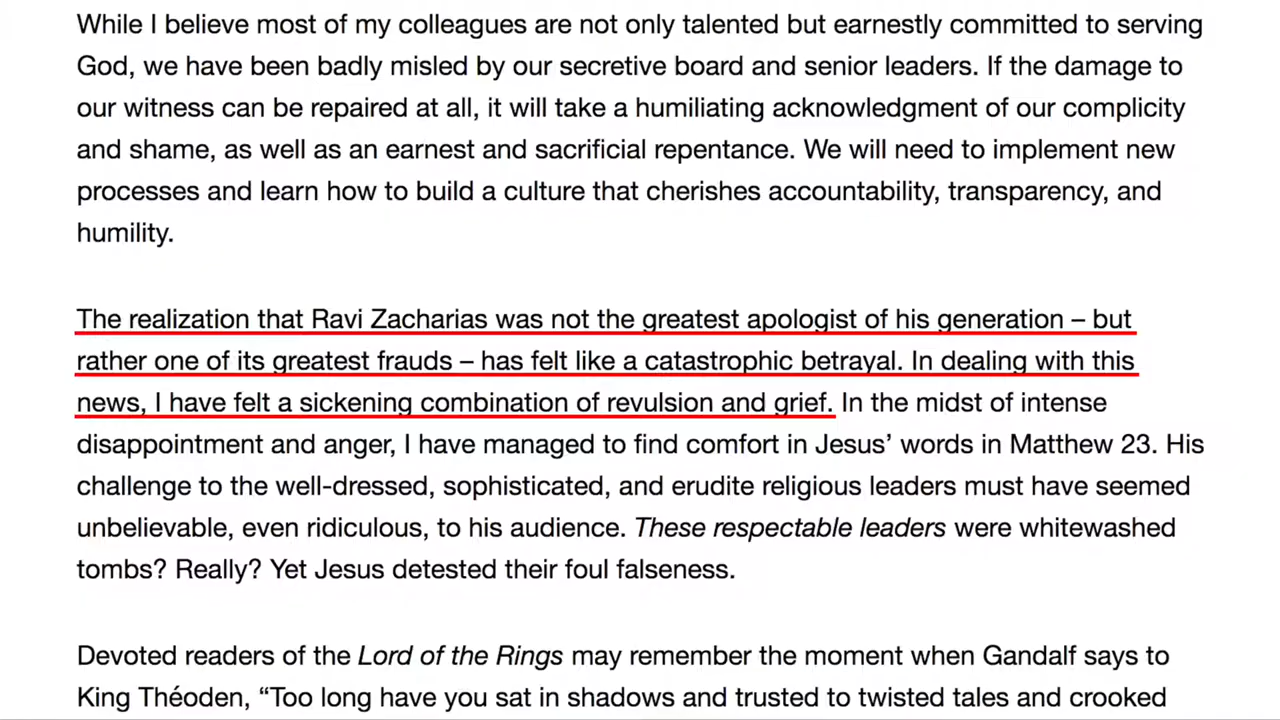 While I believe most of my colleagues are not only talented but earnestly committed to serving
God, we have been badly misled by our secretive board and senior leaders. If the damage to
our witness can be repaired at all, it will take a humiliating acknowledgment of our complicity
and shame, as well as an earnest and sacrificial repentance. We will need to implement new
processes and learn how to build a culture that cherishes accountability, transparency, and
humility.
The realization that Ravi Zacharias was not the greatest apologist of his generation – but
rather one of its greatest frauds – has felt like a catastrophic betrayal. In dealing with this
news, I have felt a sickening combination of revulsion and grief. In the midst of intense
disappointment and anger, I have managed to find comfort in Jesus’ words in Matthew 23. His
challenge to the well-dressed, sophisticated, and erudite religious leaders must have seemed
unbelievable, even ridiculous, to his audience. These respectable leaders were whitewashed
tombs? Really? Yet Jesus detested their foul falseness.
Devoted readers of the Lord of the Rings may remember the moment when Gandalf says to
King Théoden, “Too long have you sat in shadows and trusted to twisted tales and crooked